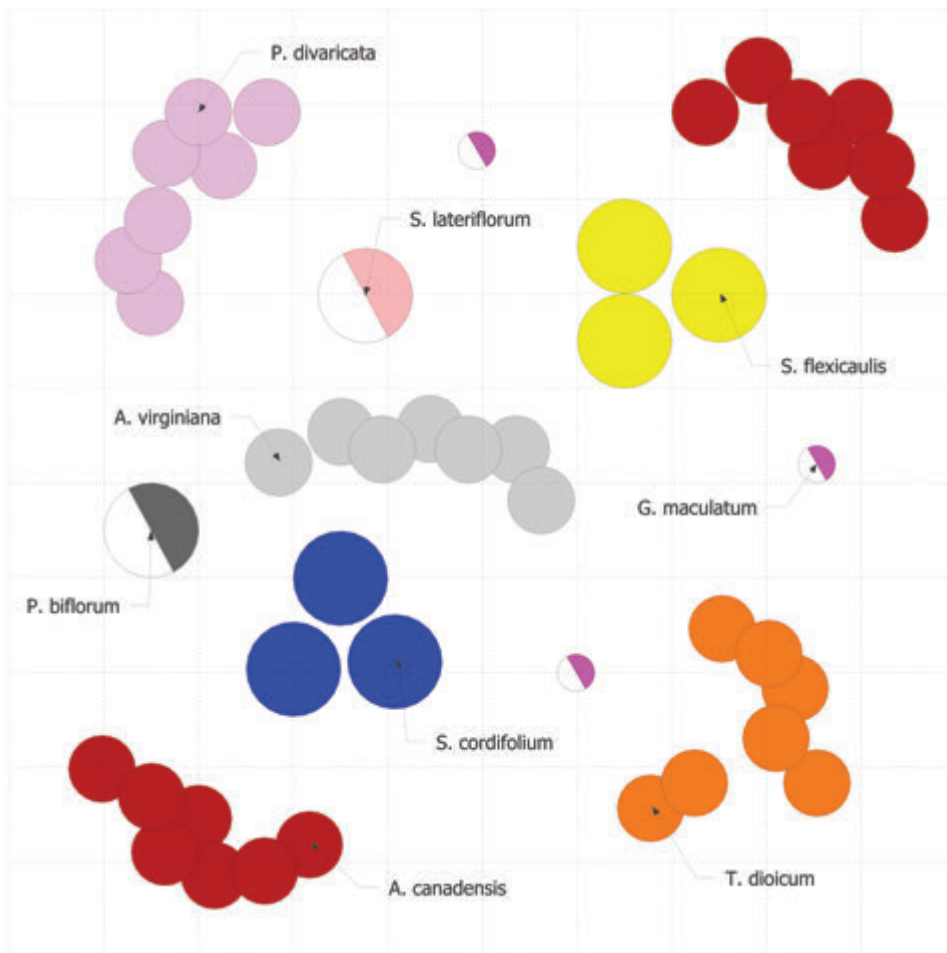 P. divaricata
S. lateriflorum
S. flexicaulis
A. virginiana
G. maculatum
P. biflorum
S. cordifolium
T. dioicum
A. canadensis